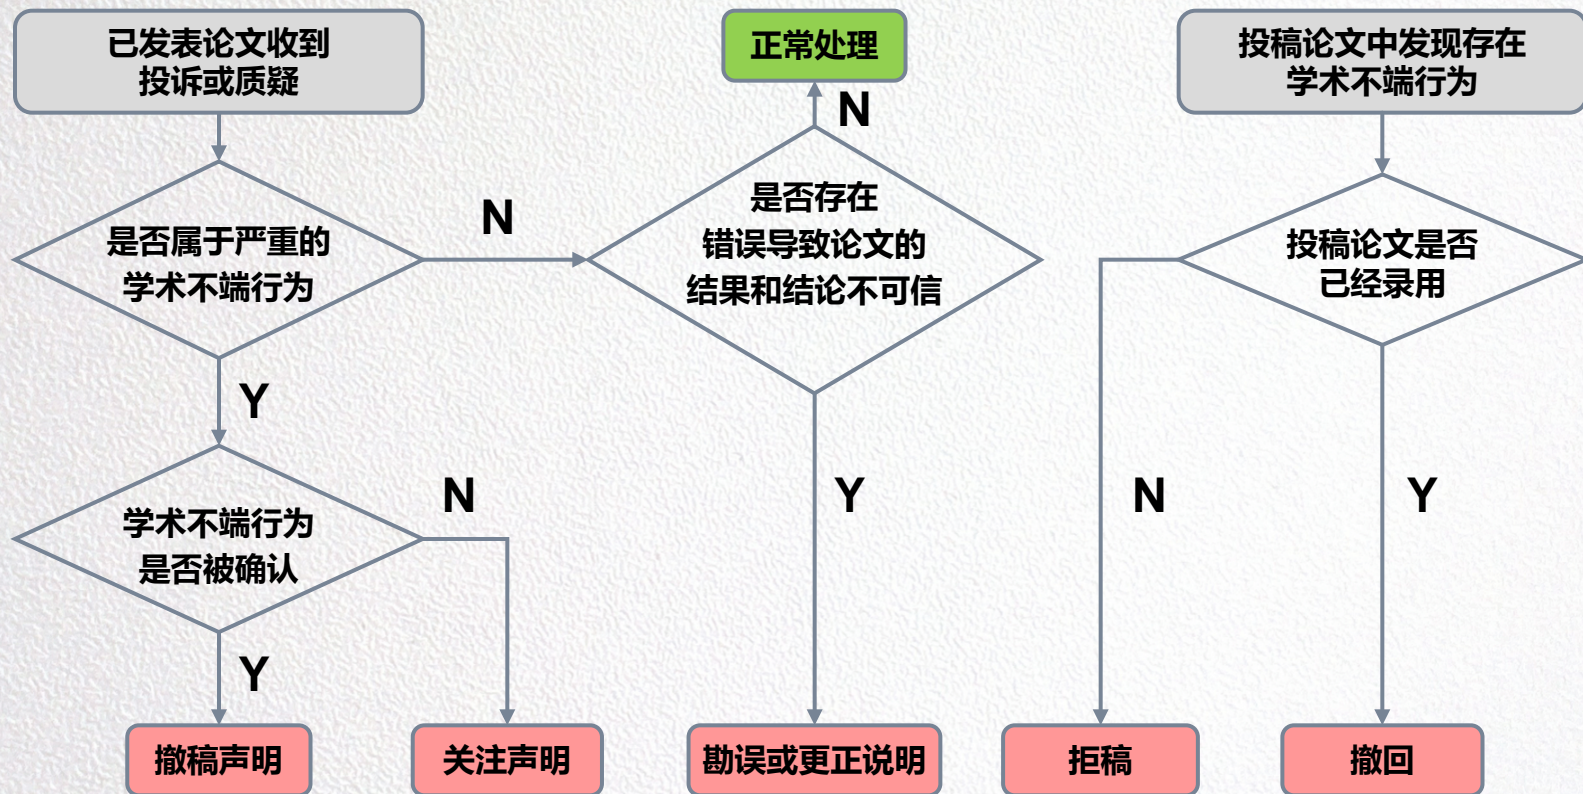 已发表论文收到
投诉或质疑
正常处理
投稿论文中发现存在
学术不端行为
N
是否属于严重的
学术不端行为
N
是否存在
错误导致论文的
结果和结论不可信
投稿论文是否
已经录用
Y
学术不端行为
是否被确认
N
Y
N
Y
Y
撤稿声明
关注声明
勘误或更正说明
拒稿
撤回